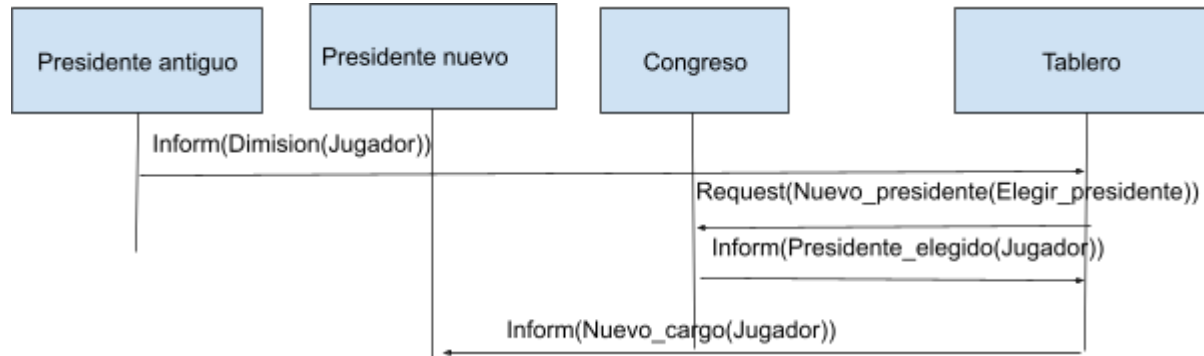 Presidente antiguo
Presidente nuevo
Congreso
Tablero
Inform(Dimision(Jugador))
Request(Nuevo_presidente(Elegir_presidente))
Inform(Presidente_elegido(Jugador))
Inform(Nuevo_cargo(Jugador))